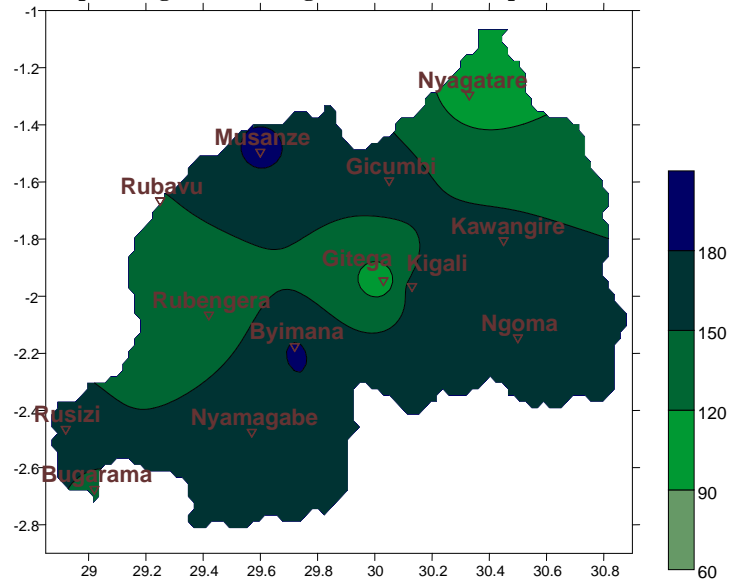 -1
-1.2
-1.4
-1.6
-1.8
-2
-2.2
-2.4
-2.6
-2.8
Nyagatare
Musanze
Gicumbi
Rubavu
Kawangire
Gitega
Kigali
Rubengera
Byimana
Ngoma
Rusizi
Nyamagabe
Bugarama
29
29.2
29.4
29.6
29.8
30
30.2
30.4
30.6
30.8
180
150
120
90
60